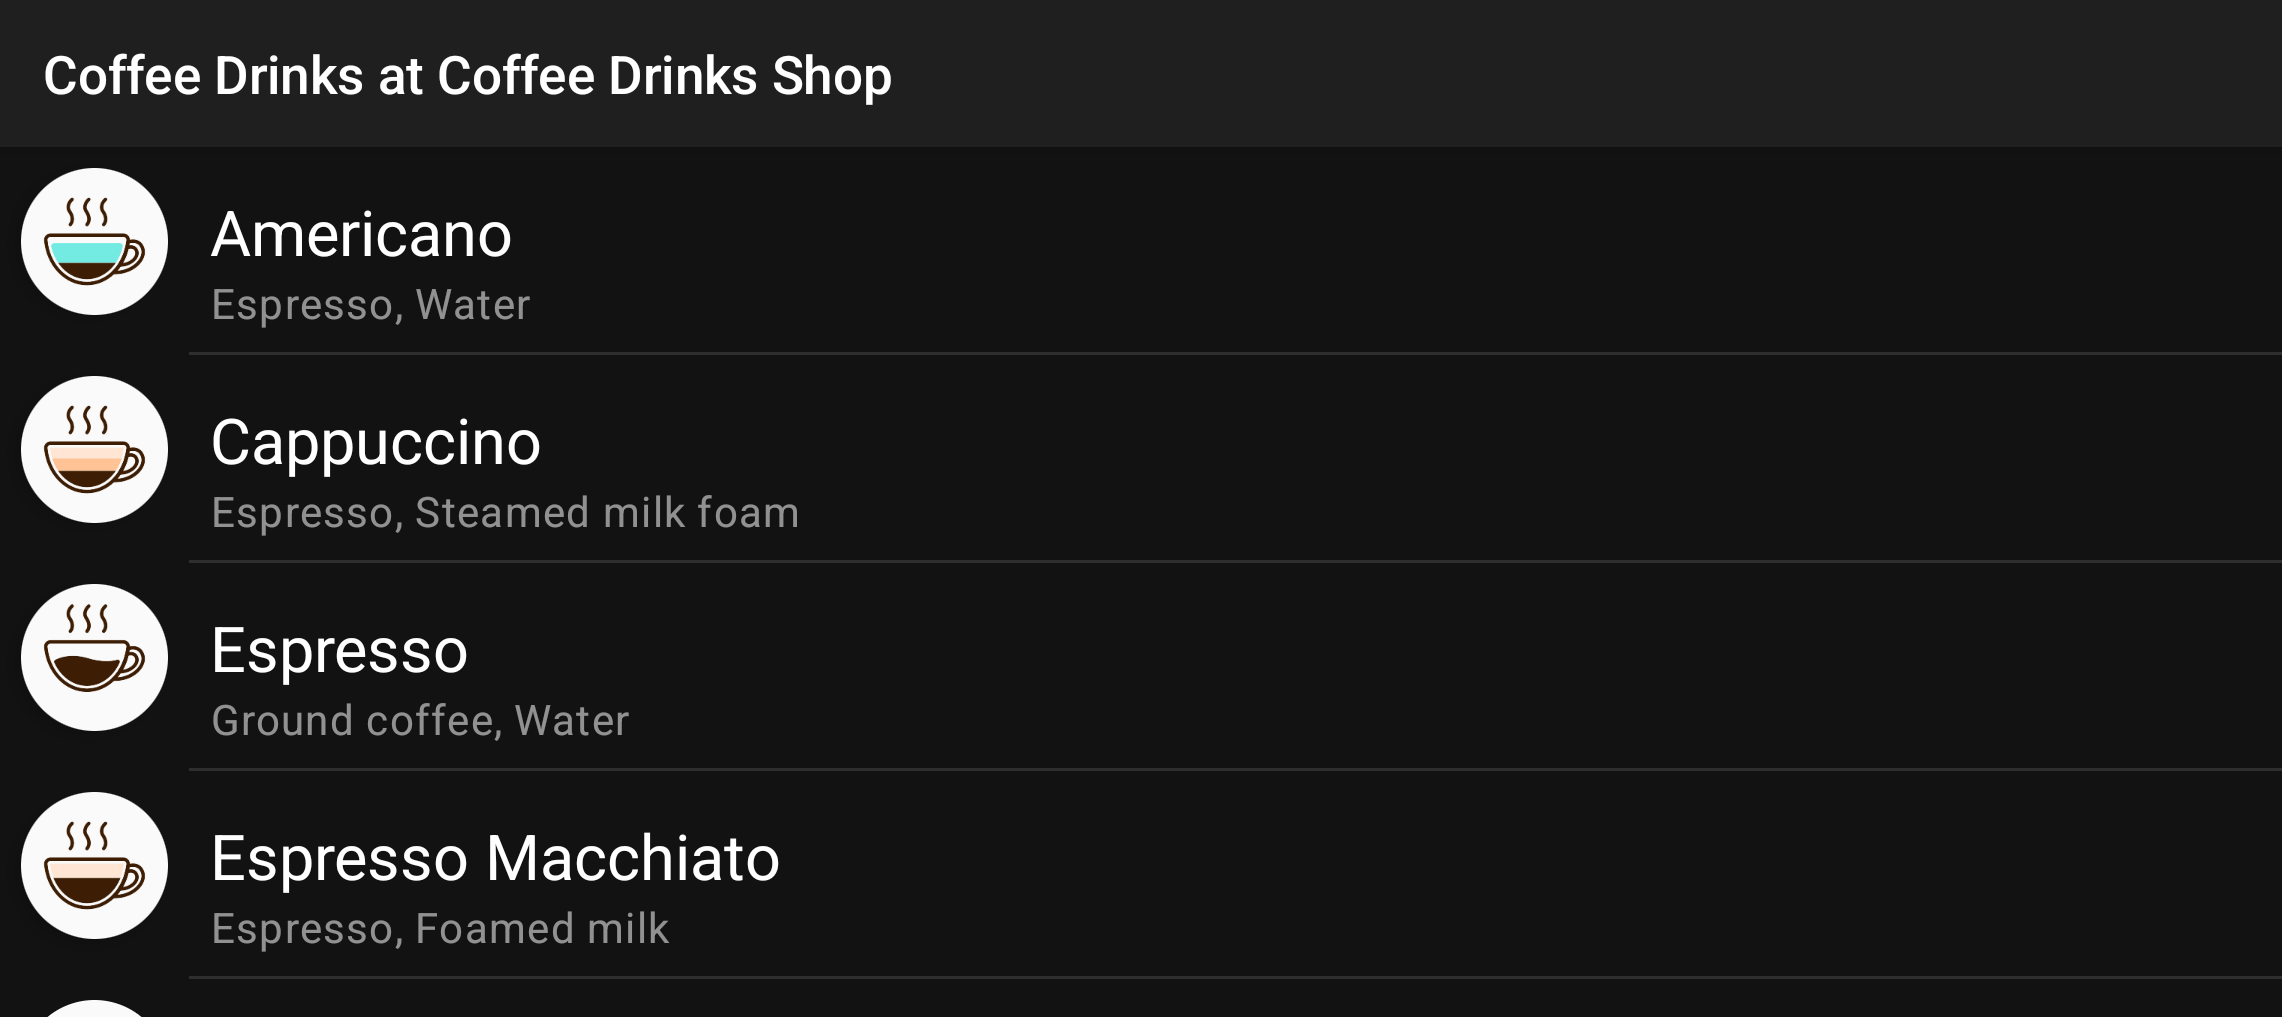 Coffee Drinks at Coffee Drinks Shop
Americano
Espresso, Water
Cappuccino
Espresso, Steamed milk foam
Espresso
Ground coffee, Water
Espresso Macchiato
Espresso, Foamed milk